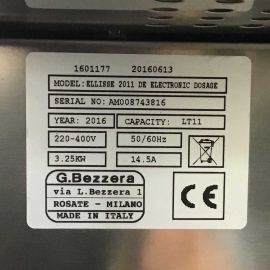 1601177 20160613
MODEL: ELLISSE 2011 DE ELECTRONIC DOSAGE
SERIAL NO: AM008743816
YEAR: 2016 CAPACITY: LT11
220-400V 50/60Hz
3.25KW 14.5A
G.Bezzera
via L.Bezzera 1
ROSATE - MILANO
MADE IN ITALY
CE